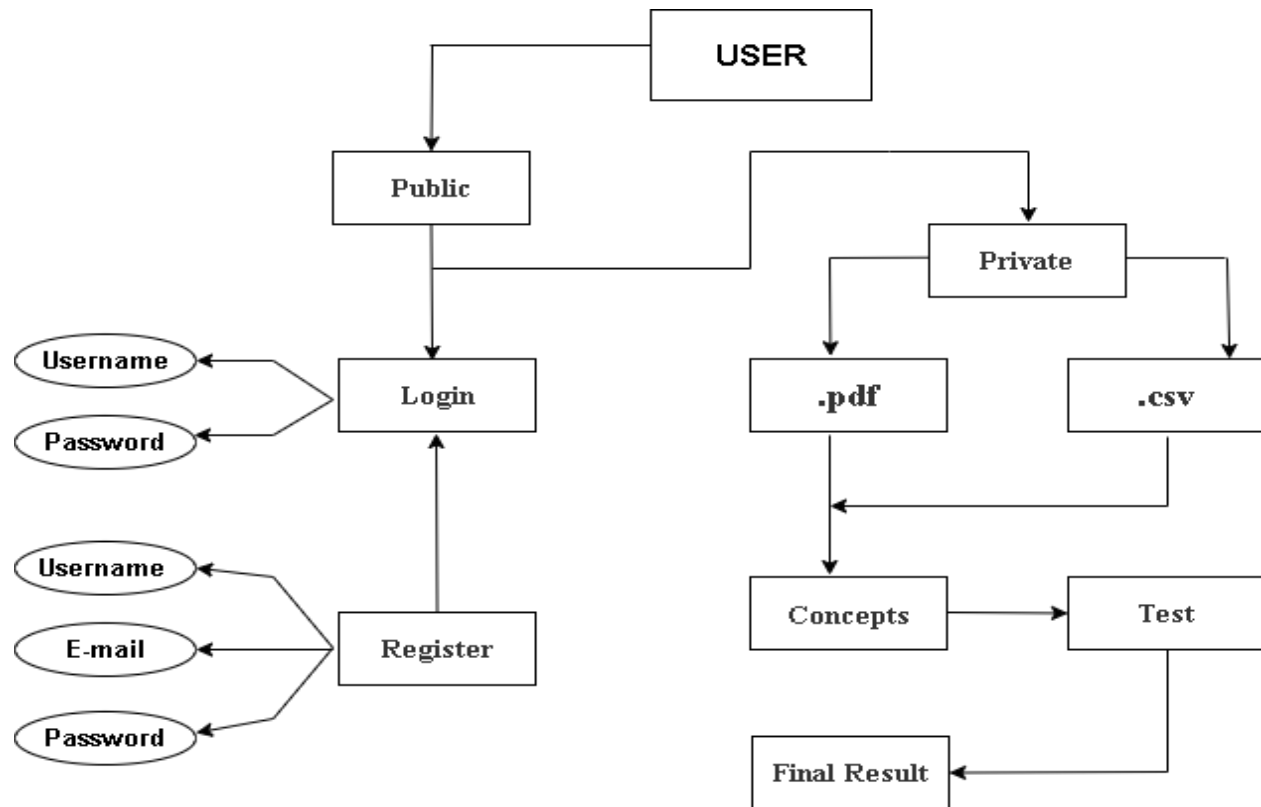 USER
Public
Private
Username
Login
.pdf
.csv
Password
Username
Concepts
Test
E-mail
Register
Password
Final Result